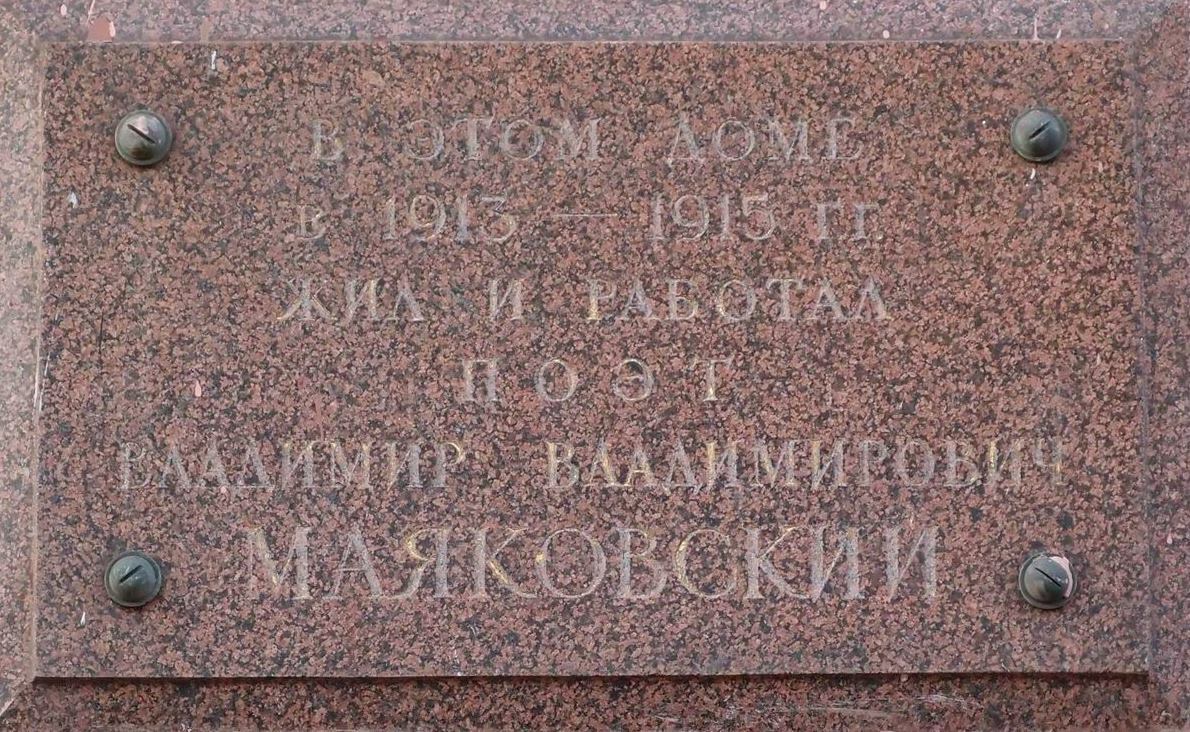 В ЭТОМ ДОМЕ
в 1913 — 1915 гг.
ЖИЛ И РАБОТАЛ
ПОЭТ
ВЛАДИМИР ВЛАДИМИРОВИЧ
МАЯКОВСКИЙ